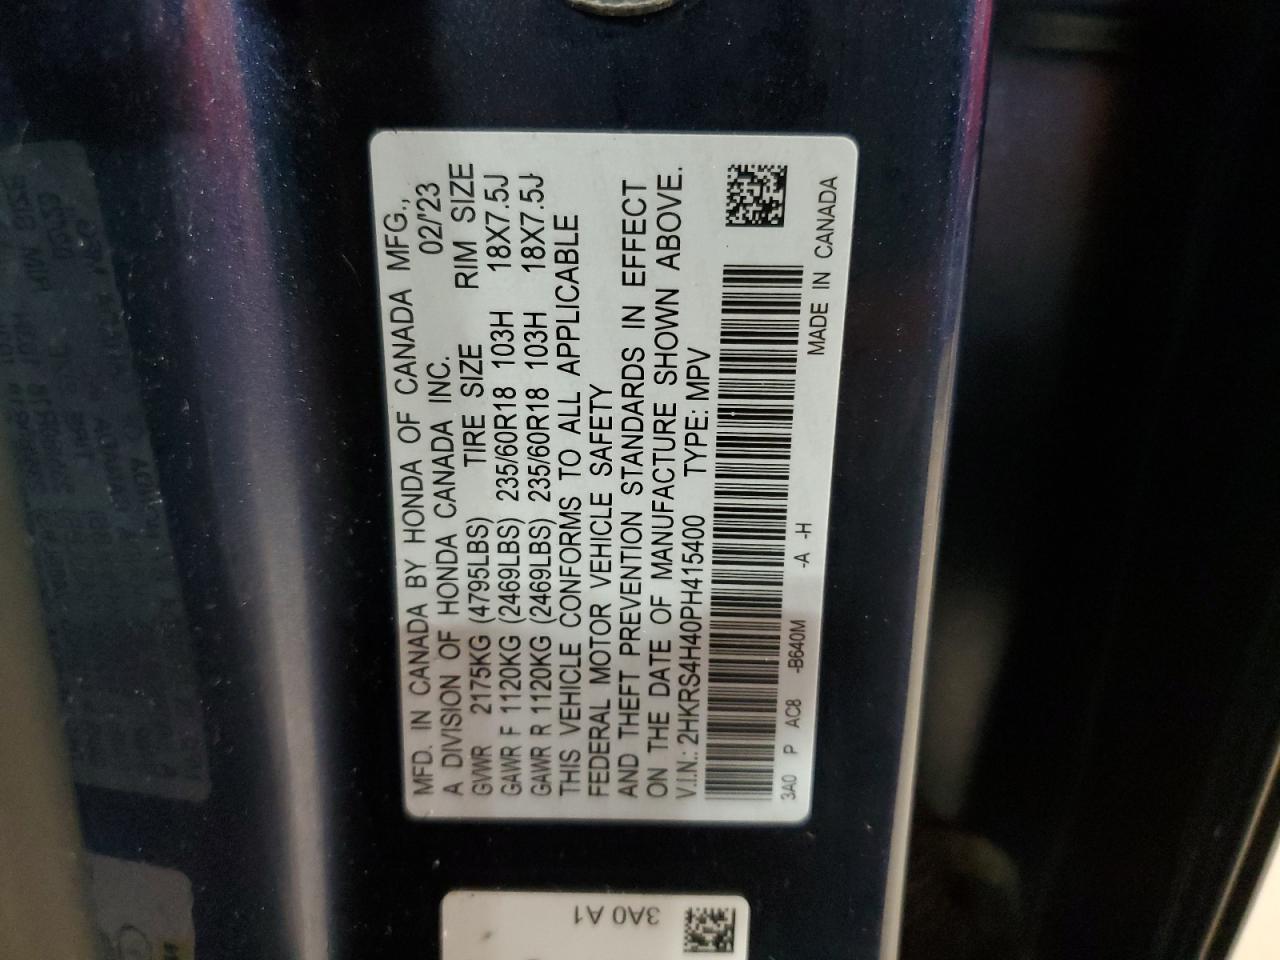 MFD. IN CANADA BY HONDA OF CANADA MFG.,
A DIVISION OF HONDA CANADA INC. 02/'23
GVWR 2175KG (4795LBS) TIRE SIZE RIM SIZE
GAWR F 1120KG (2469LBS) 235/60R18 103H 18X7.5J
GAWR R 1120KG (2469LBS) 235/60R18 103H 18X7.5J
THIS VEHICLE CONFORMS TO ALL APPLICABLE
FEDERAL MOTOR VEHICLE SAFETY
AND THEFT PREVENTION STANDARDS IN EFFECT
ON THE DATE OF MANUFACTURE SHOWN ABOVE.
V.I.N.: 2HKRS4H40PH415400 TYPE: MPV
3A0 P AC8 -B640M -A -H
MADE IN CANADA
3A0 A1